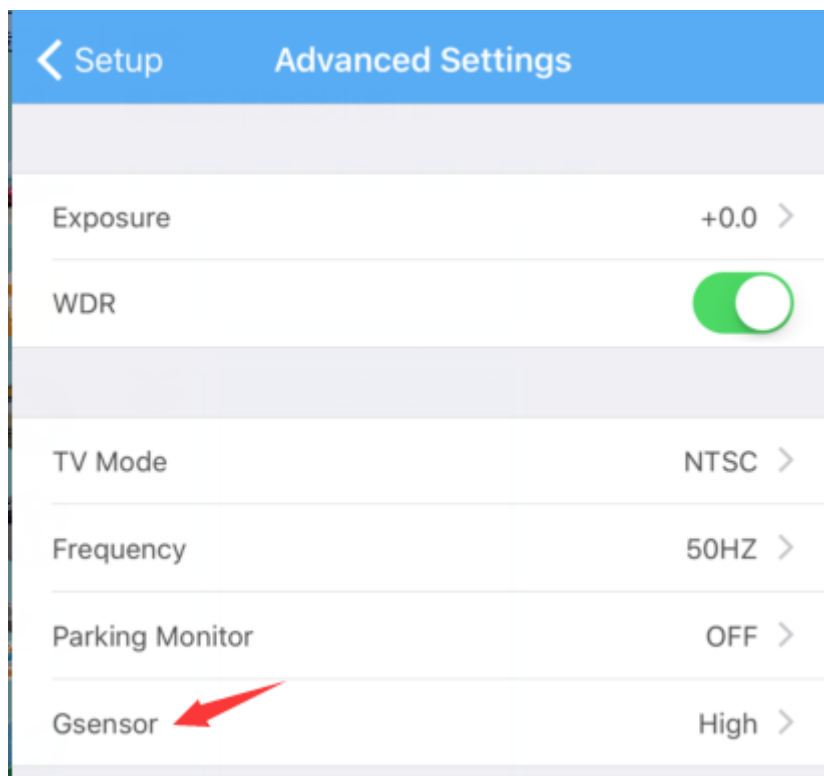 Setup Advanced Settings
Exposure +0.0
WDR
TV Mode NTSC
Frequency 50HZ
Parking Monitor OFF
Gsensor High